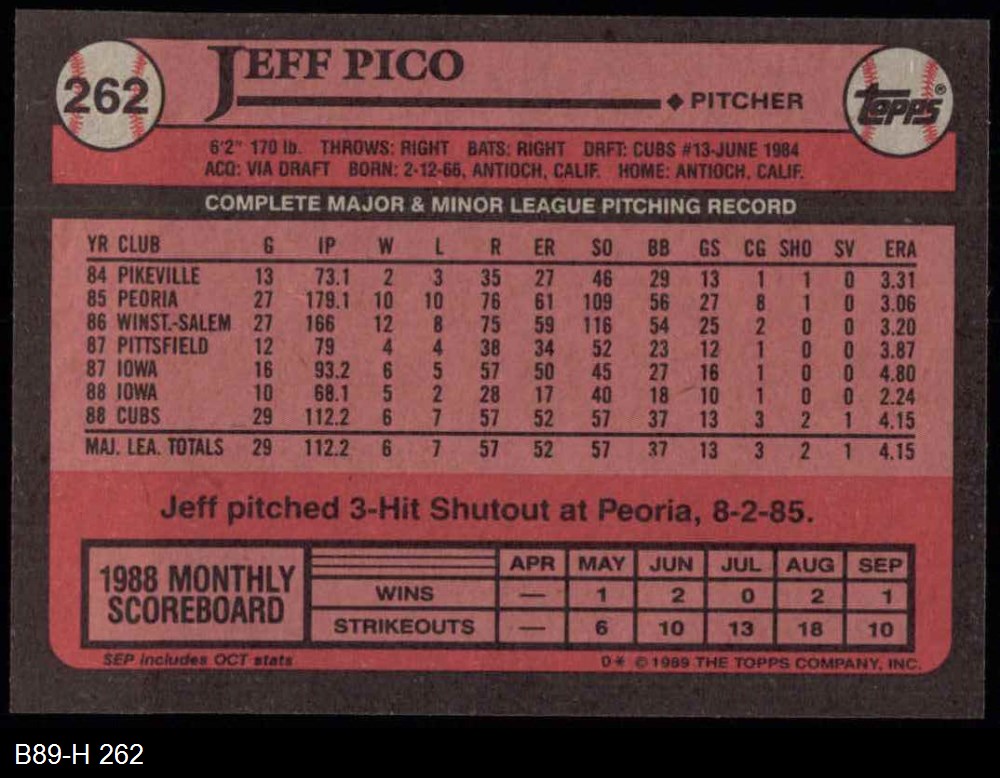 262
JEFF PICO
◆ PITCHER
Topps®
6'2" 170 lb. THROWS: RIGHT BATS: RIGHT DRFT: CUBS #13-JUNE 1984
ACQ: VIA DRAFT BORN: 2-12-66, ANTIOCH, CALIF. HOME: ANTIOCH, CALIF.
COMPLETE MAJOR & MINOR LEAGUE PITCHING RECORD
YR CLUB G IP W L R ER SO BB GS CG SHO SV ERA
84 PIKEVILLE 13 73.1 2 3 35 27 46 29 13 1 1 0 3.31
85 PEORIA 27 179.1 10 10 76 61 109 56 27 8 1 0 3.06
86 WINST.-SALEM 27 166 12 8 75 59 116 54 25 2 0 0 3.20
87 PITTSFIELD 12 79 4 4 38 34 52 23 12 1 0 0 3.87
87 IOWA 16 93.2 6 5 57 50 45 27 16 1 0 0 4.80
88 IOWA 10 68.1 5 2 28 17 40 18 10 1 0 0 2.24
88 CUBS 29 112.2 6 7 57 52 57 37 13 3 2 1 4.15
MAJ. LEA. TOTALS 29 112.2 6 7 57 52 57 37 13 3 2 1 4.15
Jeff pitched 3-Hit Shutout at Peoria, 8-2-85.
1988 MONTHLY
SCOREBOARD
APR MAY JUN JUL AUG SEP
WINS — 1 2 0 2 1
STRIKEOUTS — 6 10 13 18 10
SEP includes OCT stats
D* © 1989 THE TOPPS COMPANY, INC.
B89-H 262